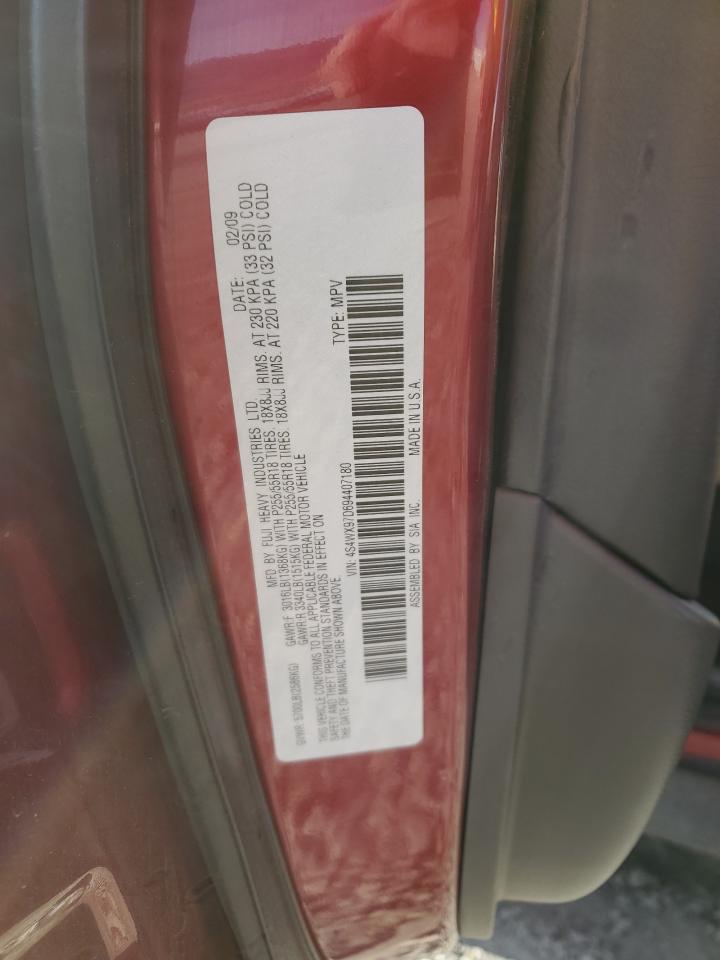 MFD. BY FUJI HEAVY INDUSTRIES LTD. DATE: 02/09
GVWR: 5700LB(2586KG) GAWR:F 3016LB(1368KG) WITH P255/55R18 TIRES. 18X8JJ RIMS. AT 230 KPA (33 PSI) COLD
GAWR:R 3340LB(1515KG) WITH P255/55R18 TIRES. 18X8JJ RIMS. AT 220 KPA (32 PSI) COLD
THIS VEHICLE CONFORMS TO ALL APPLICABLE FEDERAL MOTOR VEHICLE
SAFETY AND THEFT PREVENTION STANDARDS IN EFFECT ON
THE DATE OF MANUFACTURE SHOWN ABOVE.
VIN: 4S4WX97D694407180 TYPE: MPV
ASSEMBLED BY SIA INC. MADE IN U.S.A.